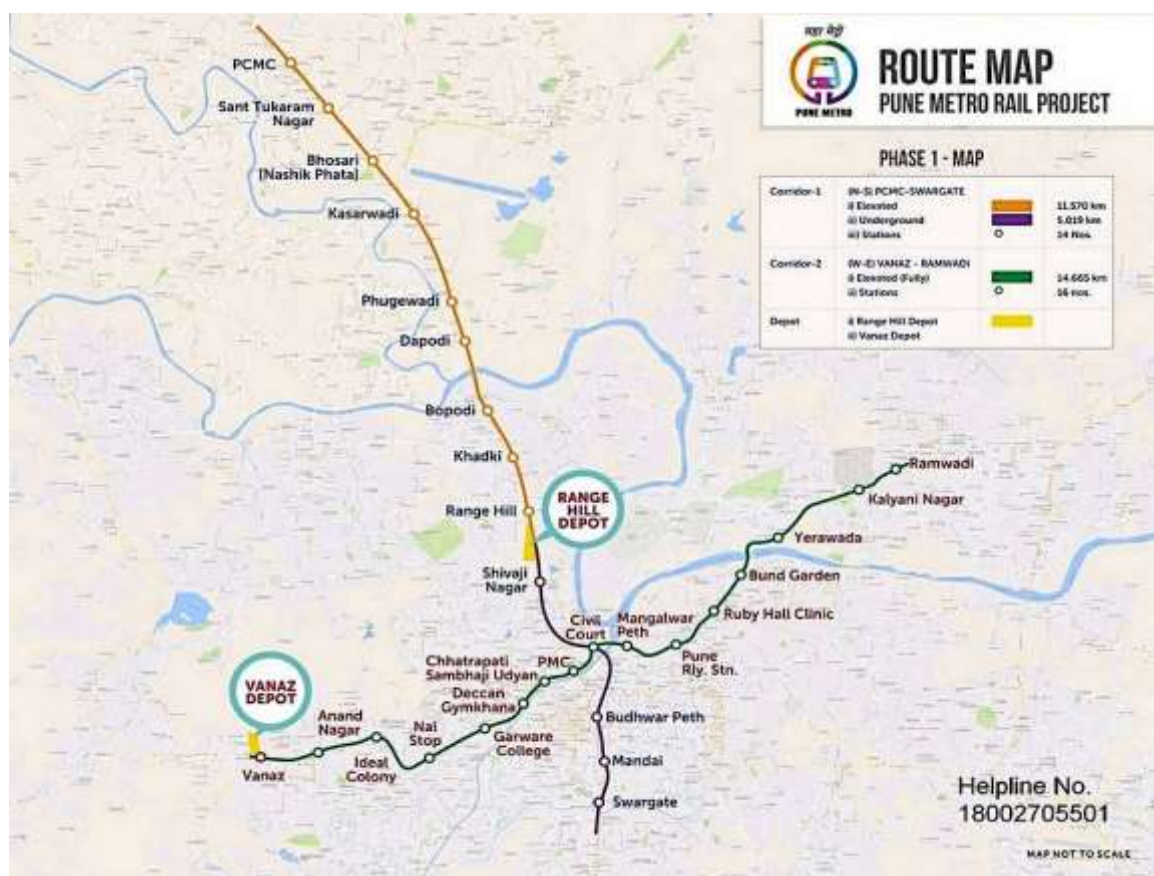 महा मेट्रो
PUNE METRO
ROUTE MAP
PUNE METRO RAIL PROJECT
PHASE 1 - MAP
Corridor-1 (N-S) PCMC-SWARGATE
i) Elevated 11.570 km
ii) Underground 5.019 km
iii) Stations 14 Nos.
Corridor-2 (W-E) VANAZ - RAMWADI
i) Elevated (Fully) 14.665 km
ii) Stations 16 nos.
Depot i) Range Hill Depot
ii) Vanaz Depot
PCMC
Sant Tukaram
Nagar
Bhosari
(Nashik Phata)
Kasarwadi
Phugewadi
Dapodi
Bopodi
Khadki
Range Hill
RANGE
HILL
DEPOT
Shivaji
Nagar
Civil
Court
Mangalwar
Peth
Pune
Rly. Stn.
Ruby Hall Clinic
Bund Garden
Yerawada
Kalyani Nagar
Ramwadi
PMC
Chhatrapati
Sambhaji Udyan
Deccan
Gymkhana
Garware
College
Nal
Stop
Ideal
Colony
Anand
Nagar
VANAZ
DEPOT
Vanaz
Budhwar Peth
Mandai
Swargate
Helpline No.
18002705501
MAP NOT TO SCALE